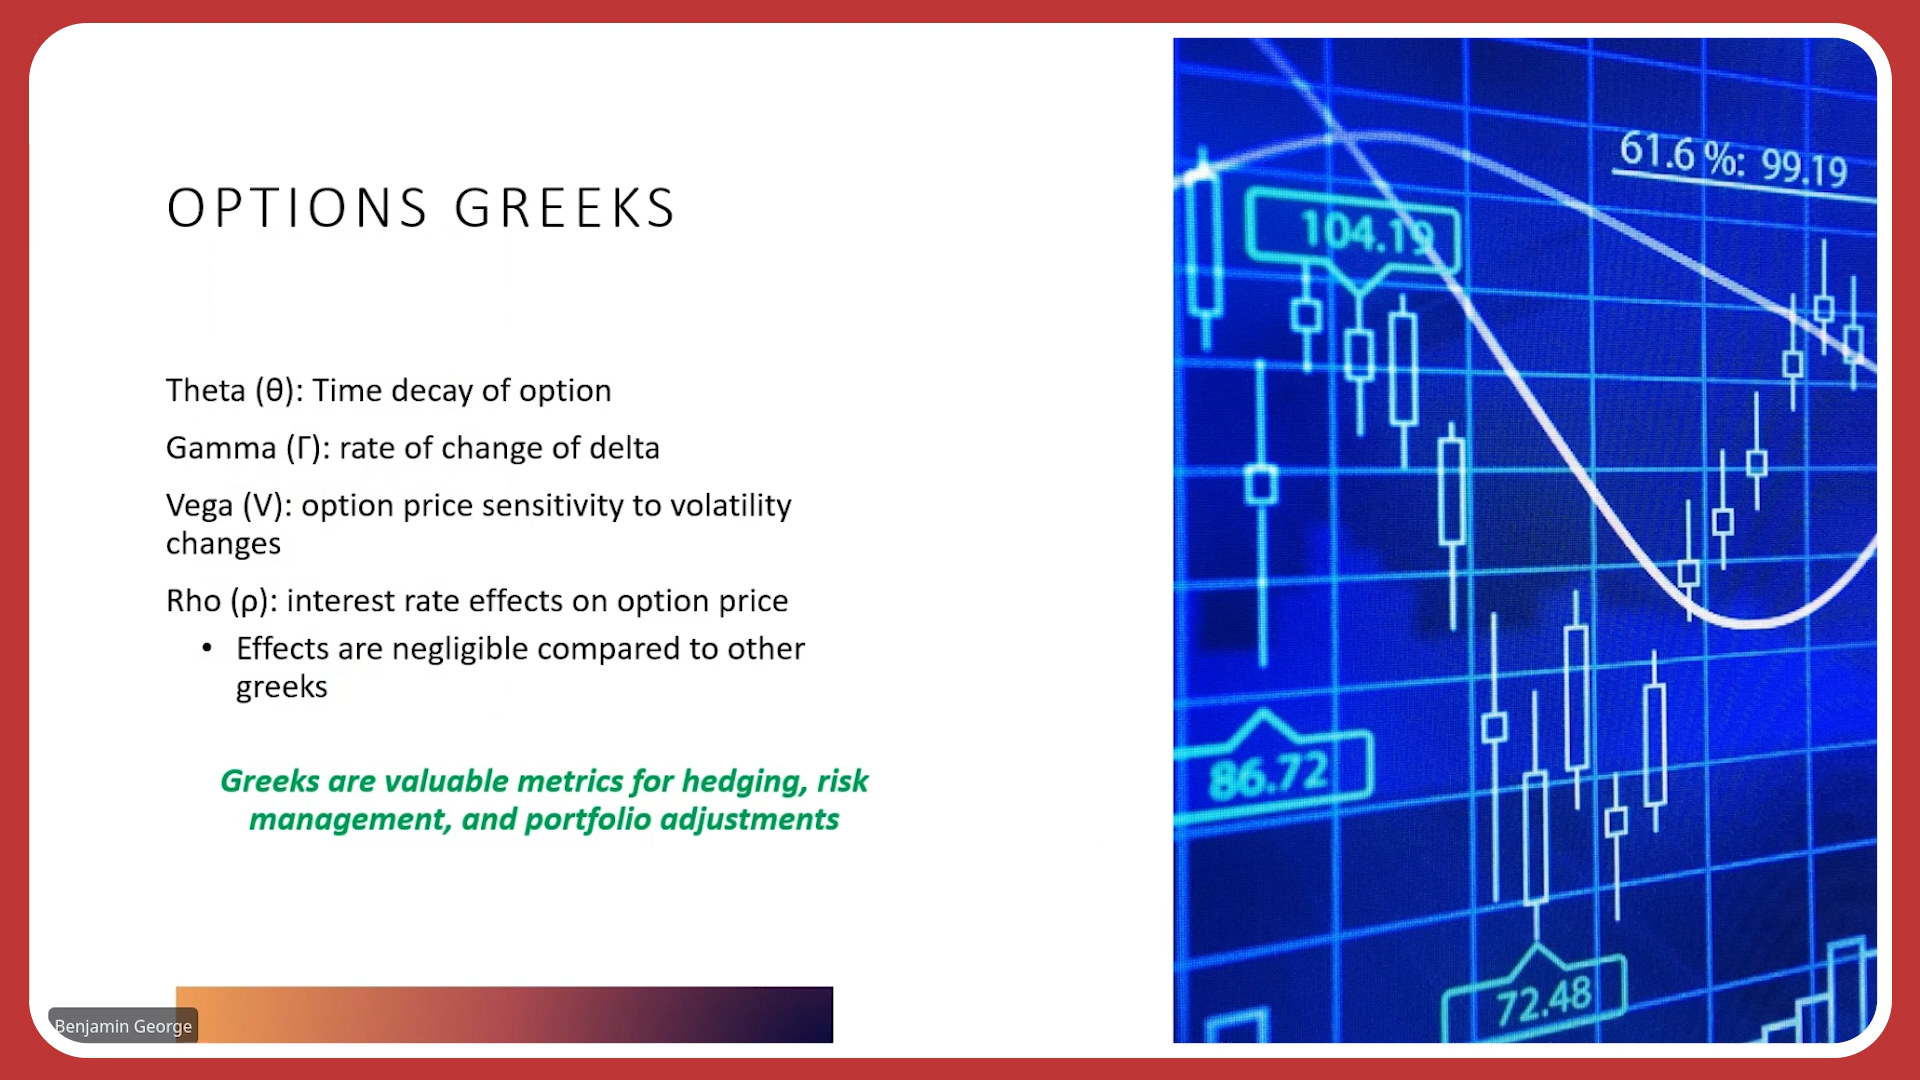 OPTIONS GREEKS
Theta (θ): Time decay of option
Gamma (Γ): rate of change of delta
Vega (V): option price sensitivity to volatility
changes
Rho (ρ): interest rate effects on option price
• Effects are negligible compared to other
greeks
Greeks are valuable metrics for hedging, risk
management, and portfolio adjustments
Benjamin George
61.6 %: 99.19
104.19
86.72
72.48